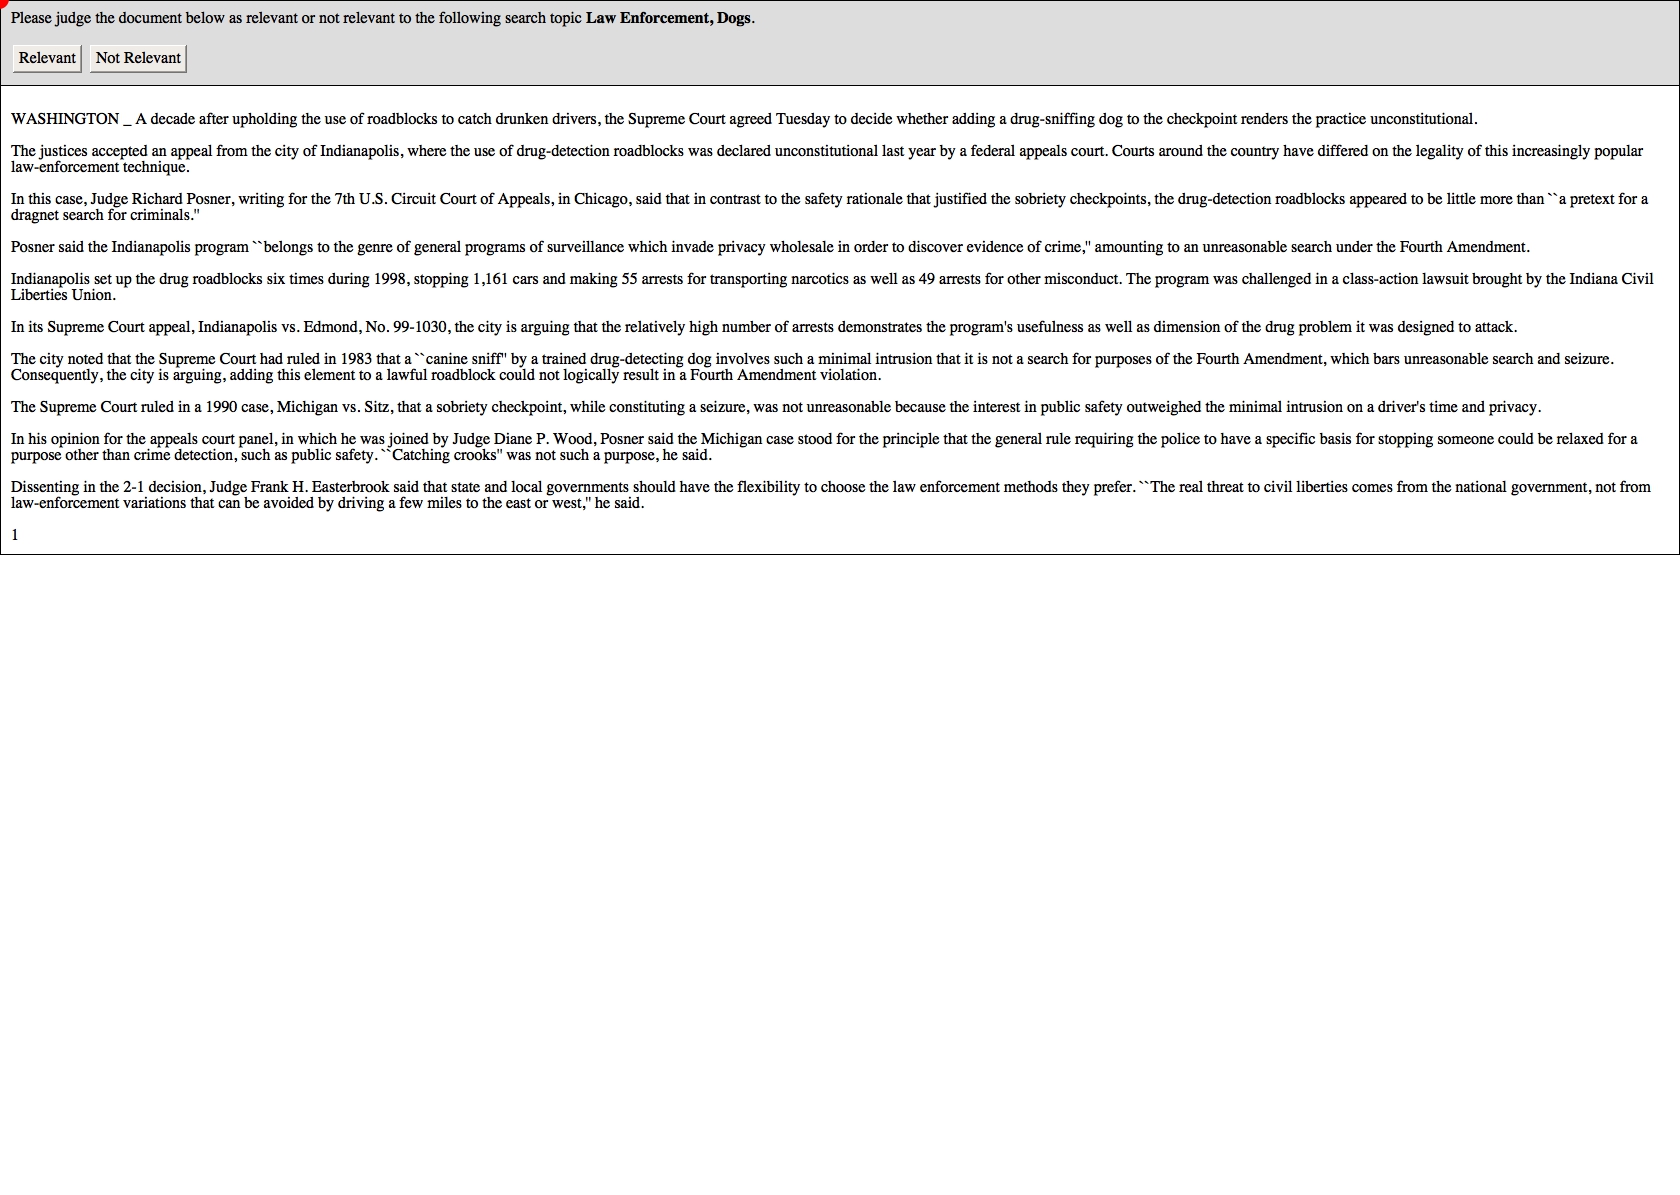 Please judge the document below as relevant or not relevant to the following search topic Law Enforcement, Dogs.
Relevant Not Relevant
WASHINGTON _ A decade after upholding the use of roadblocks to catch drunken drivers, the Supreme Court agreed Tuesday to decide whether adding a drug-sniffing dog to the checkpoint renders the practice unconstitutional.
The justices accepted an appeal from the city of Indianapolis, where the use of drug-detection roadblocks was declared unconstitutional last year by a federal appeals court. Courts around the country have differed on the legality of this increasingly popular
law-enforcement technique.
In this case, Judge Richard Posner, writing for the 7th U.S. Circuit Court of Appeals, in Chicago, said that in contrast to the safety rationale that justified the sobriety checkpoints, the drug-detection roadblocks appeared to be little more than ``a pretext for a
dragnet search for criminals.''
Posner said the Indianapolis program ``belongs to the genre of general programs of surveillance which invade privacy wholesale in order to discover evidence of crime,'' amounting to an unreasonable search under the Fourth Amendment.
Indianapolis set up the drug roadblocks six times during 1998, stopping 1,161 cars and making 55 arrests for transporting narcotics as well as 49 arrests for other misconduct. The program was challenged in a class-action lawsuit brought by the Indiana Civil
Liberties Union.
In its Supreme Court appeal, Indianapolis vs. Edmond, No. 99-1030, the city is arguing that the relatively high number of arrests demonstrates the program's usefulness as well as dimension of the drug problem it was designed to attack.
The city noted that the Supreme Court had ruled in 1983 that a ``canine sniff'' by a trained drug-detecting dog involves such a minimal intrusion that it is not a search for purposes of the Fourth Amendment, which bars unreasonable search and seizure.
Consequently, the city is arguing, adding this element to a lawful roadblock could not logically result in a Fourth Amendment violation.
The Supreme Court ruled in a 1990 case, Michigan vs. Sitz, that a sobriety checkpoint, while constituting a seizure, was not unreasonable because the interest in public safety outweighed the minimal intrusion on a driver's time and privacy.
In his opinion for the appeals court panel, in which he was joined by Judge Diane P. Wood, Posner said the Michigan case stood for the principle that the general rule requiring the police to have a specific basis for stopping someone could be relaxed for a
purpose other than crime detection, such as public safety. ``Catching crooks'' was not such a purpose, he said.
Dissenting in the 2-1 decision, Judge Frank H. Easterbrook said that state and local governments should have the flexibility to choose the law enforcement methods they prefer. ``The real threat to civil liberties comes from the national government, not from
law-enforcement variations that can be avoided by driving a few miles to the east or west,'' he said.
1